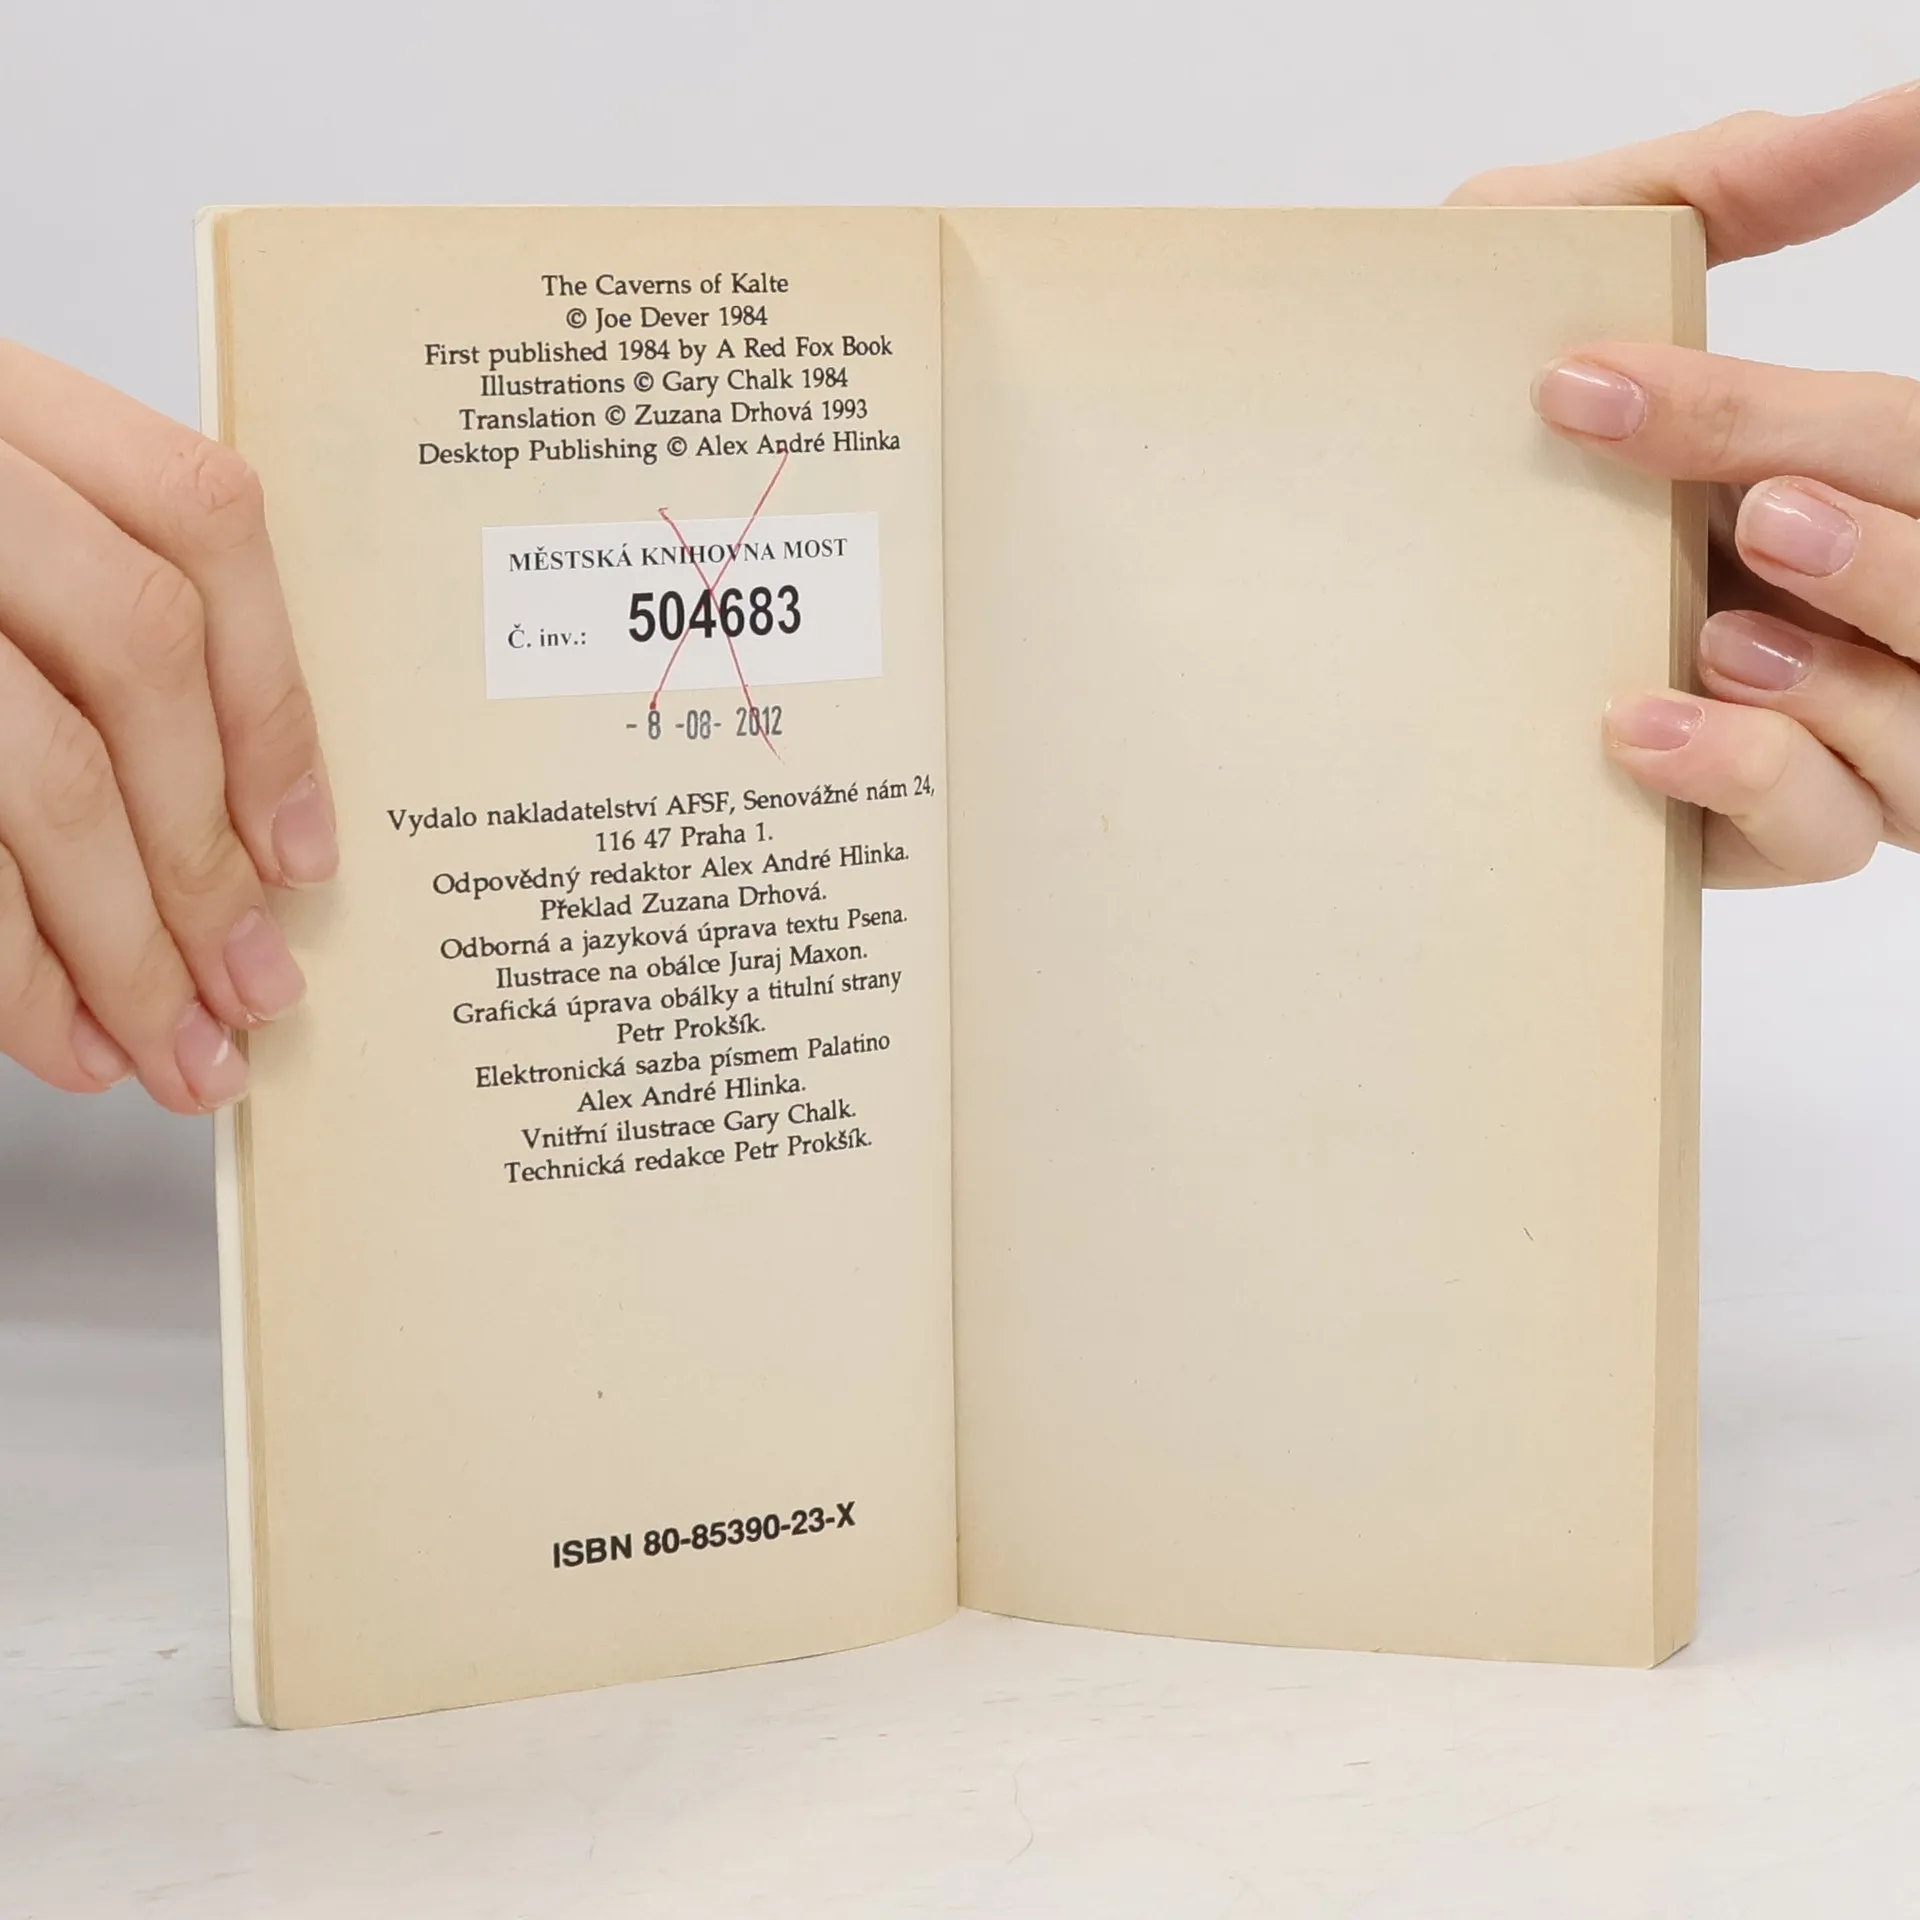 The Caverns of Kalte
© Joe Dever 1984
First published 1984 by A Red Fox Book
Illustrations © Gary Chalk 1984
Translation © Zuzana Drhová 1993
Desktop Publishing © Alex André Hlinka
MĚSTSKÁ KNIHOVNA MOST
Č. inv.: 504683
- 8 -08- 2012
Vydalo nakladatelství AFSF, Senovážné nám 24,
116 47 Praha 1.
Odpovědný redaktor Alex André Hlinka.
Překlad Zuzana Drhová.
Odborná a jazyková úprava textu Psena.
Ilustrace na obálce Juraj Maxon.
Grafická úprava obálky a titulní strany
Petr Prokšík.
Elektronická sazba písmem Palatino
Alex André Hlinka.
Vnitřní ilustrace Gary Chalk.
Technická redakce Petr Prokšík.
ISBN 80-85390-23-X